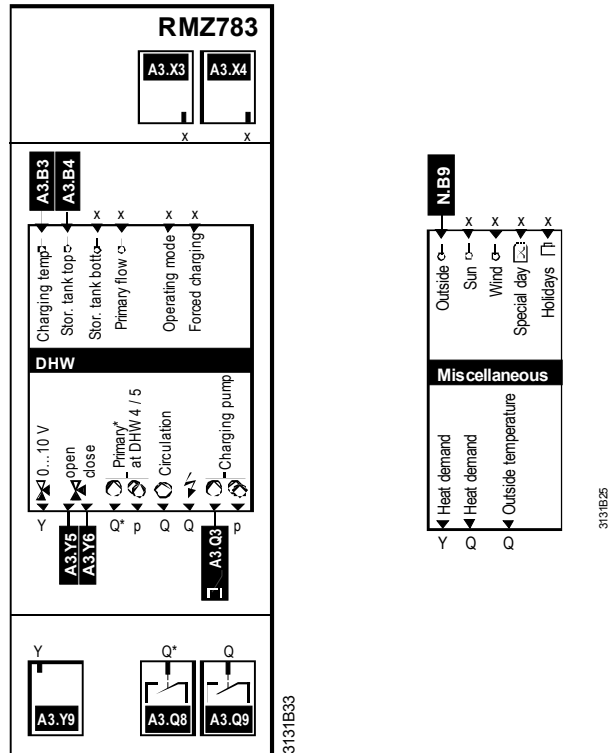 RMZ783
A3.X3
A3.X4
x
x
A3.B3
A3.B4
x
x
x
x
Charging temp
Stor. tank top
Stor. tank botto
Primary flow
Operating mode
Forced charging
DHW
0...10 V
open
close
Primary*
at DHW 4 / 5
Circulation
Charging pump
Y
Q*
p
Q
Q
p
A3.Y5
A3.Y6
A3.Q3
Y
Q*
Q
A3.Y9
A3.Q8
A3.Q9
3131B33
N.B9
x
x
x
x
Outside
Sun
Wind
Special day
Holidays
Miscellaneous
Heat demand
Heat demand
Outside temperature
Y
Q
Q
3131B25